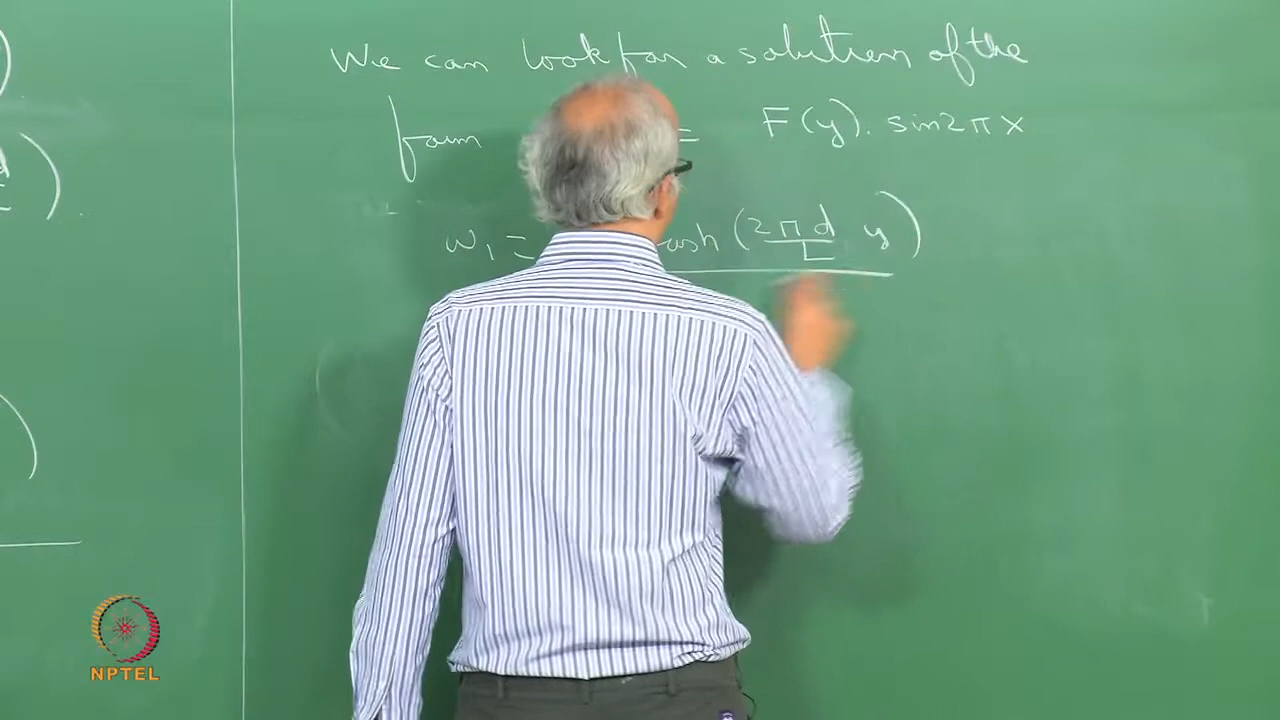 We can look for a solution of the
form = F(y). sin2πx
w₁ = cosh (2πd/L y)
NPTEL